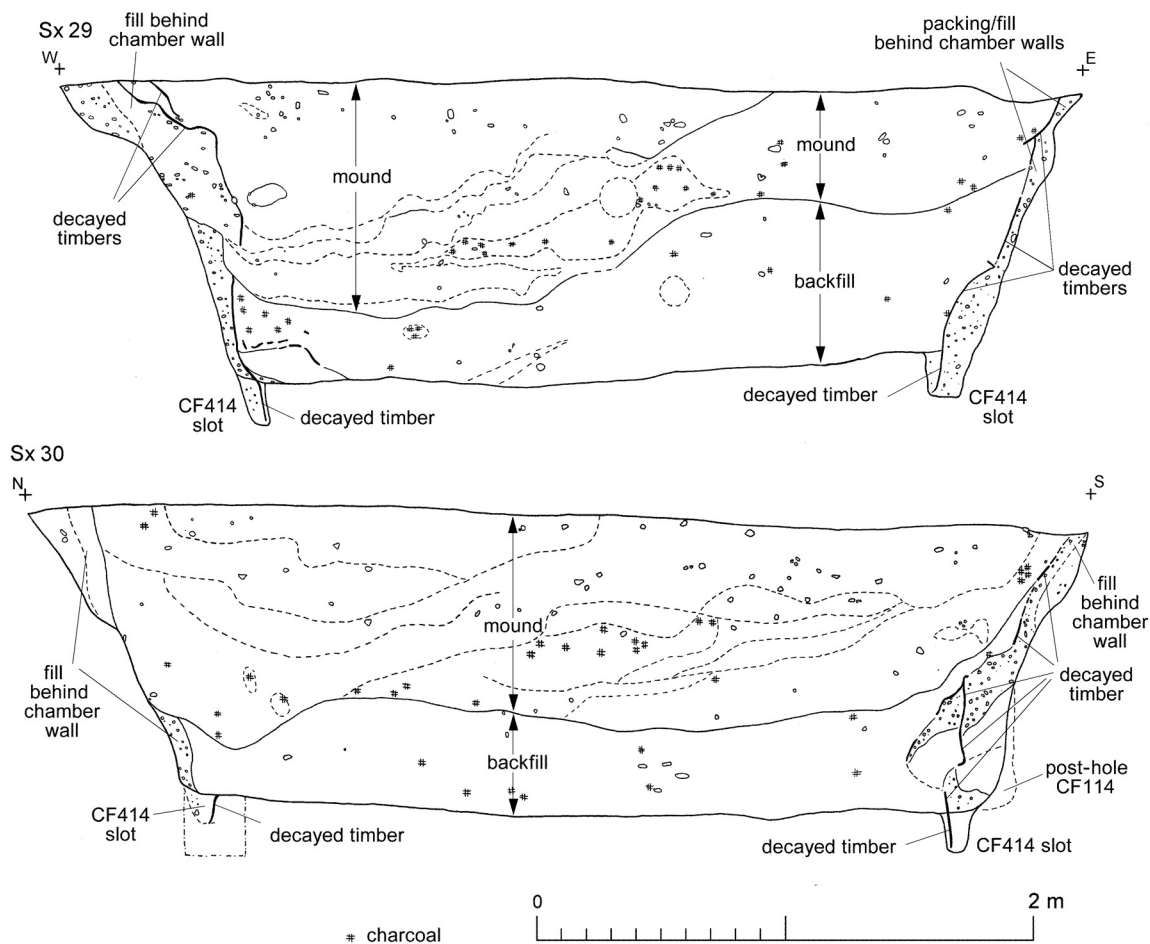 Sx 29
W
fill behind
chamber wall
packing/fill
behind chamber walls
E
mound
mound
decayed
timbers
backfill
decayed
timbers
CF414
slot
decayed timber
decayed timber
CF414
slot
Sx 30
N
S
fill
behind
chamber
wall
mound
fill
behind
chamber
wall
decayed
timber
backfill
post-hole
CF114
CF414
slot
decayed timber
decayed timber
CF414 slot
0
2 m
charcoal